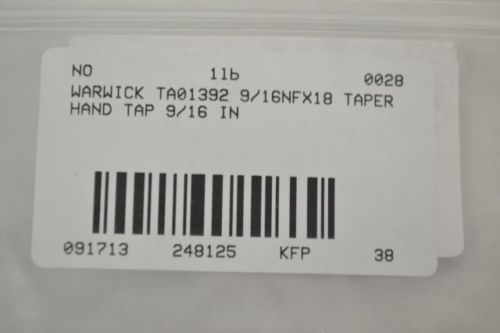 NO 1lb 0028
WARWICK TA01392 9/16NFX18 TAPER
HAND TAP 9/16 IN
091713 248125 KFP 38